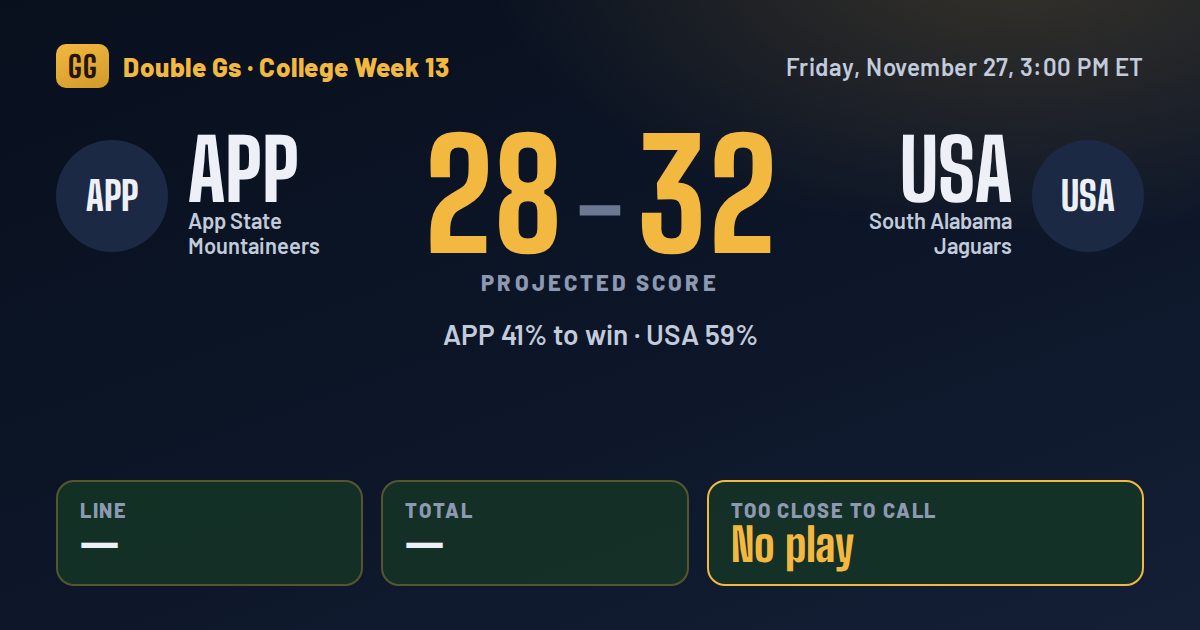 GG
Double Gs · College Week 13
Friday, November 27, 3:00 PM ET
APP
APP
App State
Mountaineers
28 – 32
USA
South Alabama
Jaguars
USA
PROJECTED SCORE
APP 41% to win · USA 59%
LINE
—
TOTAL
—
TOO CLOSE TO CALL
No play